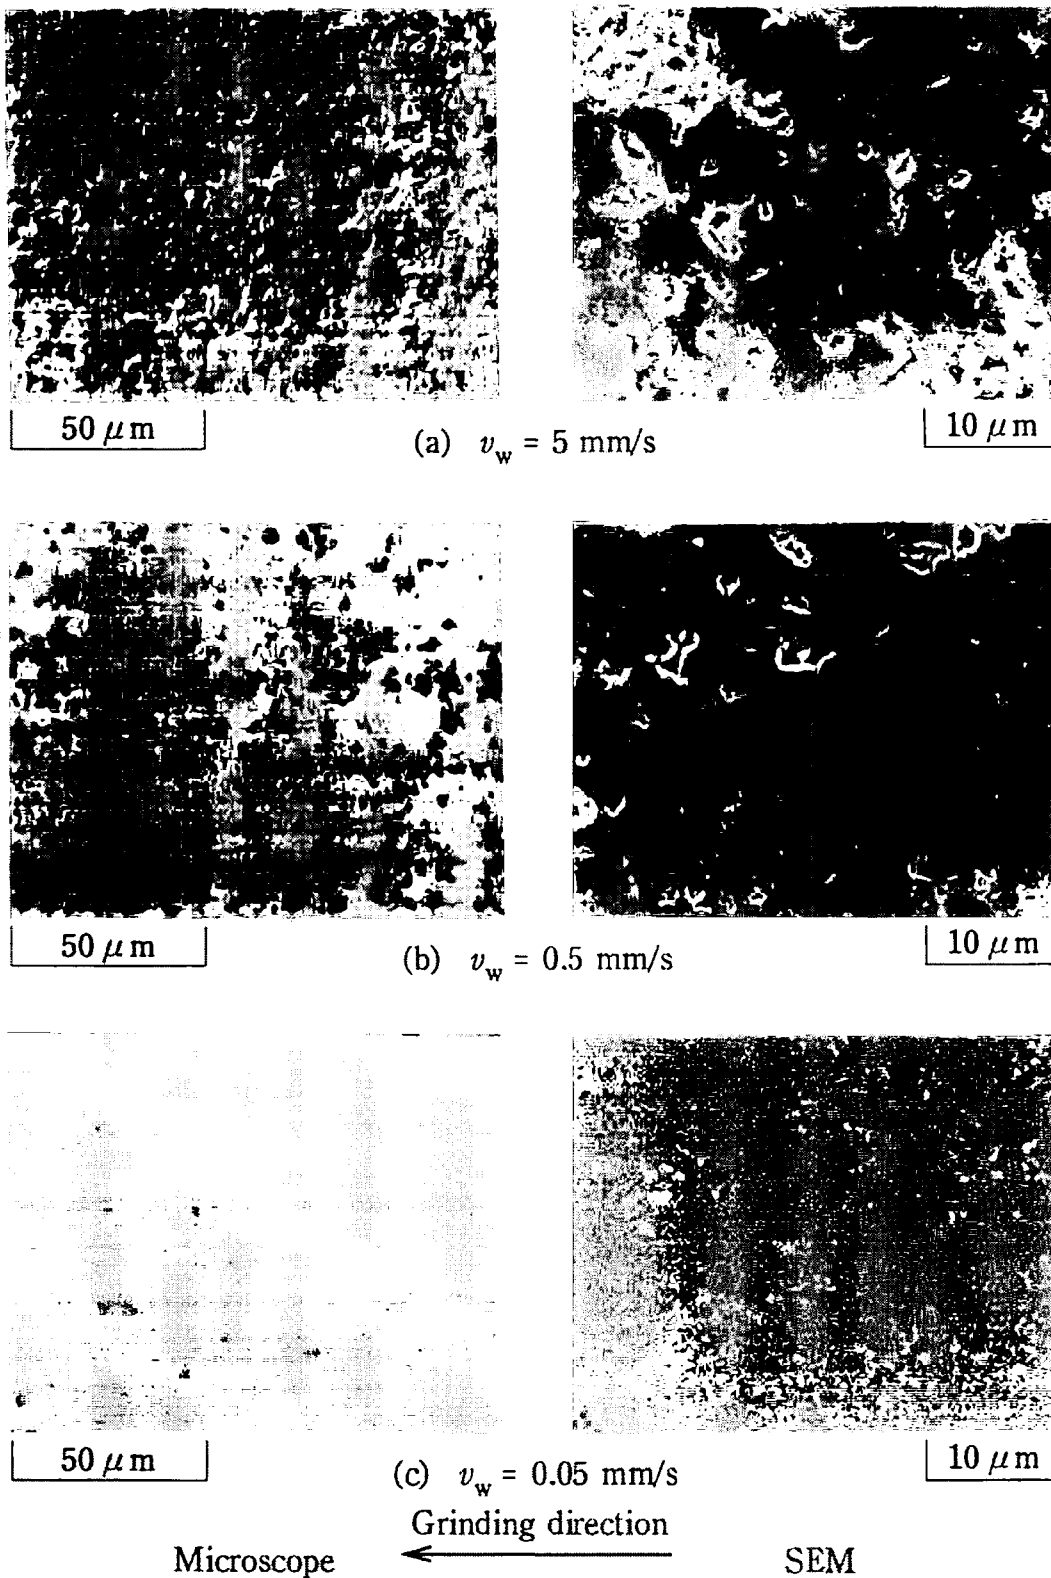 50 μm
(a) v_w = 5 mm/s
10 μm
50 μm
(b) v_w = 0.5 mm/s
10 μm
50 μm
(c) v_w = 0.05 mm/s
10 μm
Grinding direction
Microscope
SEM